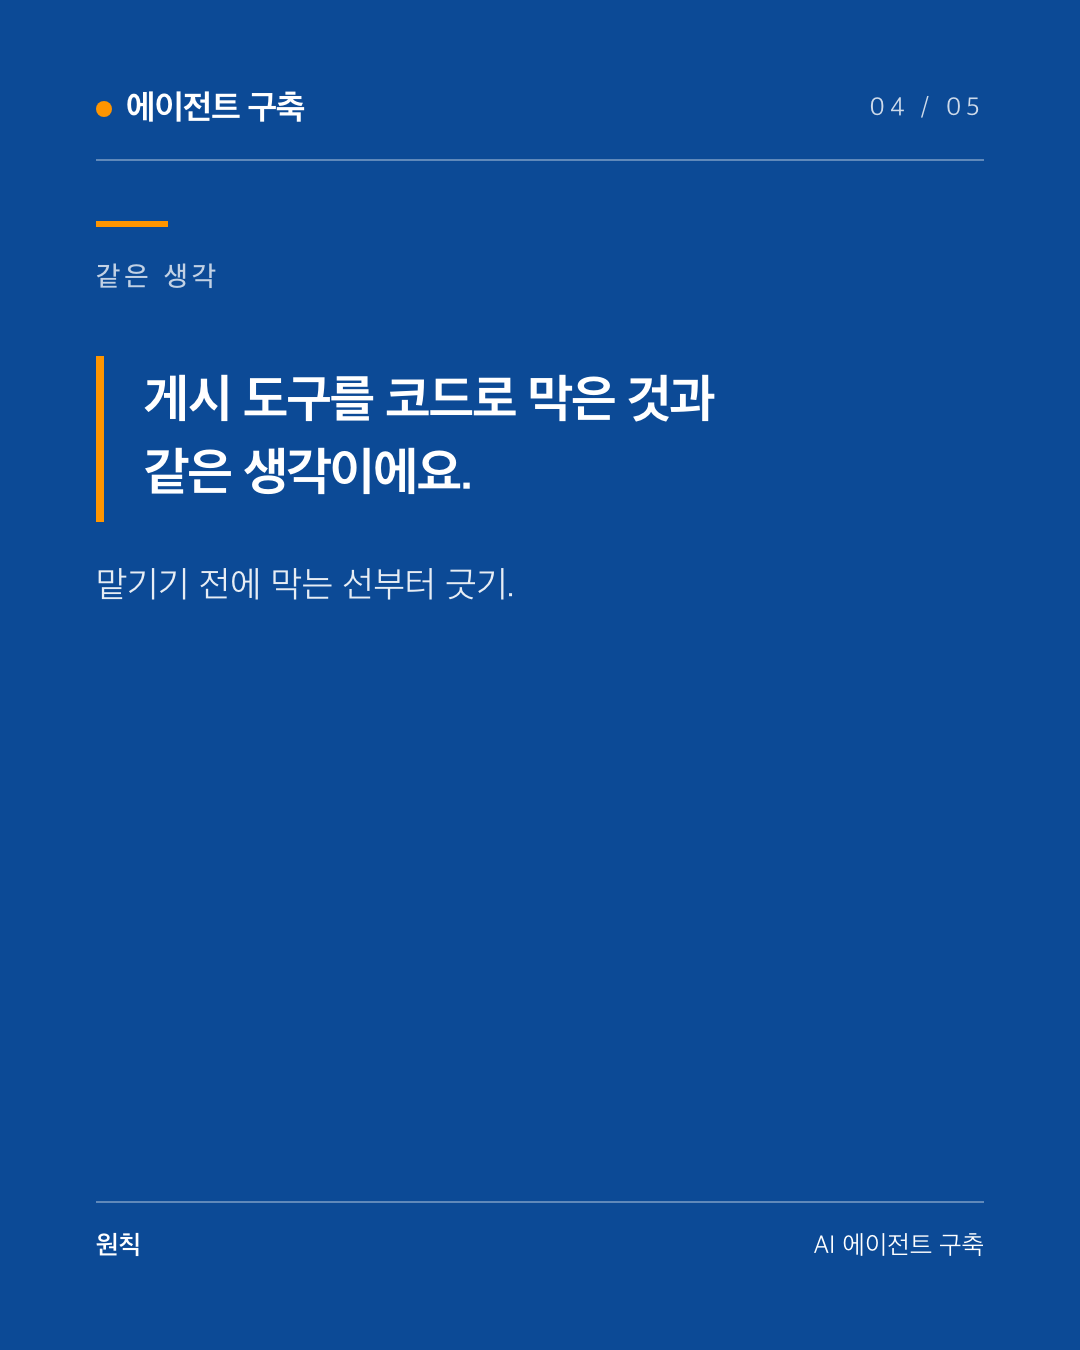 에이전트 구축
04 / 05
같은 생각
게시 도구를 코드로 막은 것과
같은 생각이에요.
맡기기 전에 막는 선부터 긋기.
원칙
AI 에이전트 구축